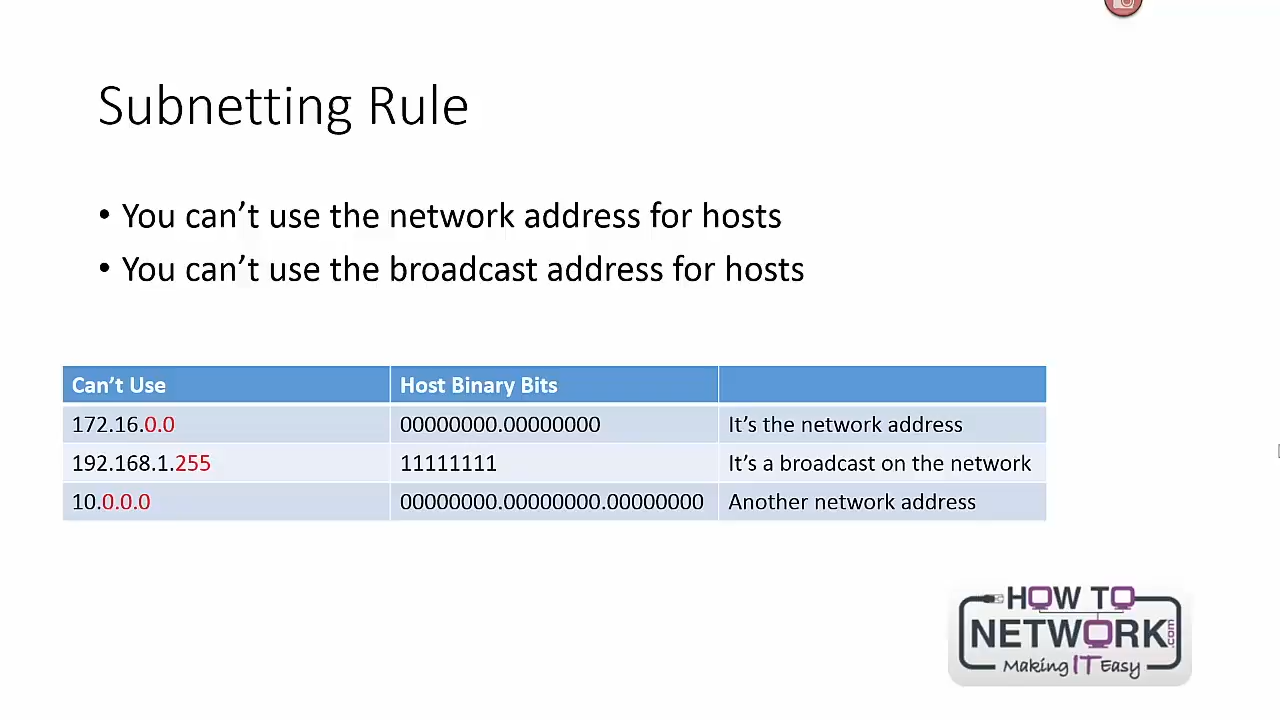 Subnetting Rule
• You can’t use the network address for hosts
• You can’t use the broadcast address for hosts
Can’t Use Host Binary Bits
172.16.0.0 00000000.00000000 It’s the network address
192.168.1.255 11111111 It’s a broadcast on the network
10.0.0.0 00000000.00000000.00000000 Another network address
HOW TO
NETWORK.com
Making IT Easy